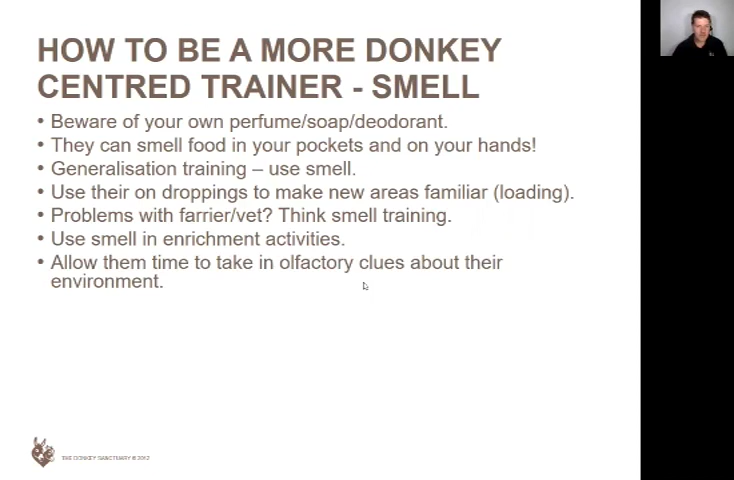 HOW TO BE A MORE DONKEY
CENTRED TRAINER - SMELL
• Beware of your own perfume/soap/deodorant.
• They can smell food in your pockets and on your hands!
• Generalisation training – use smell.
• Use their on droppings to make new areas familiar (loading).
• Problems with farrier/vet? Think smell training.
• Use smell in enrichment activities.
• Allow them time to take in olfactory clues about their
environment.
THE DONKEY SANCTUARY © 2012